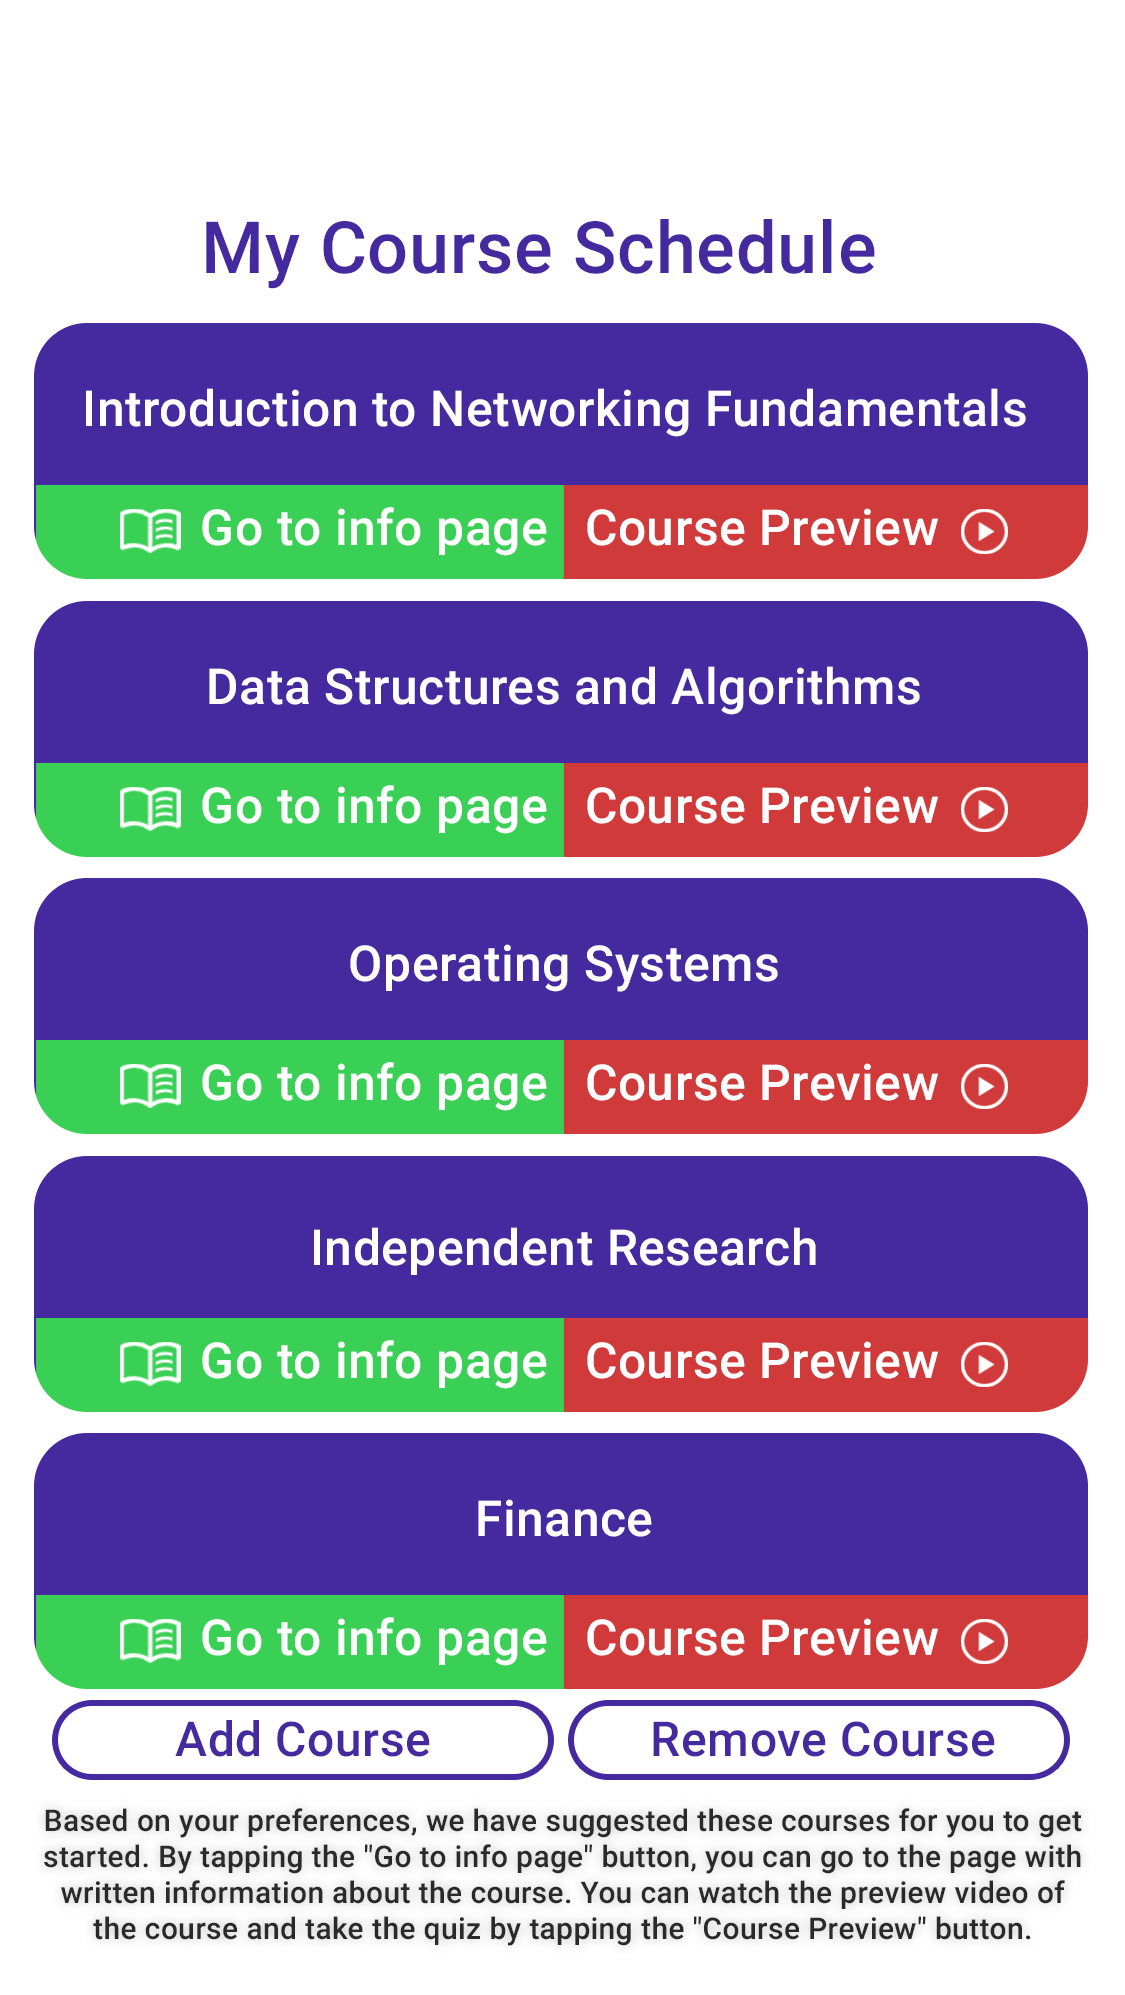 My Course Schedule
Introduction to Networking Fundamentals
Go to info page Course Preview
Data Structures and Algorithms
Go to info page Course Preview
Operating Systems
Go to info page Course Preview
Independent Research
Go to info page Course Preview
Finance
Go to info page Course Preview
Add Course Remove Course
Based on your preferences, we have suggested these courses for you to get
started. By tapping the "Go to info page" button, you can go to the page with
written information about the course. You can watch the preview video of
the course and take the quiz by tapping the "Course Preview" button.